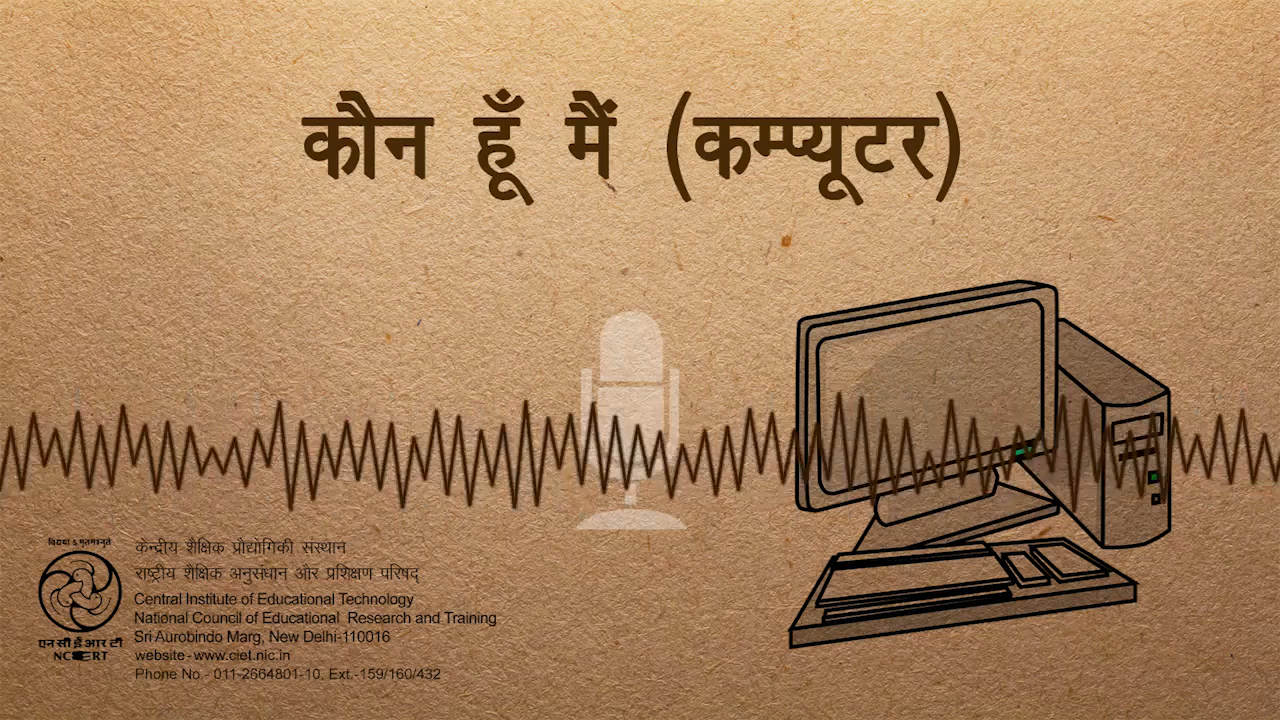 कौन हूँ मैं (कम्प्यूटर)
विद्यया ऽ मृतमश्नुते
एन सी ई आर टी
NCERT
केन्द्रीय शैक्षिक प्रौद्योगिकी संस्थान
राष्ट्रीय शैक्षिक अनुसंधान और प्रशिक्षण परिषद्
Central Institute of Educational Technology
National Council of Educational Research and Training
Sri Aurobindo Marg, New Delhi-110016
website - www.ciet.nic.in
Phone No.- 011-2664801-10, Ext.-159/160/432